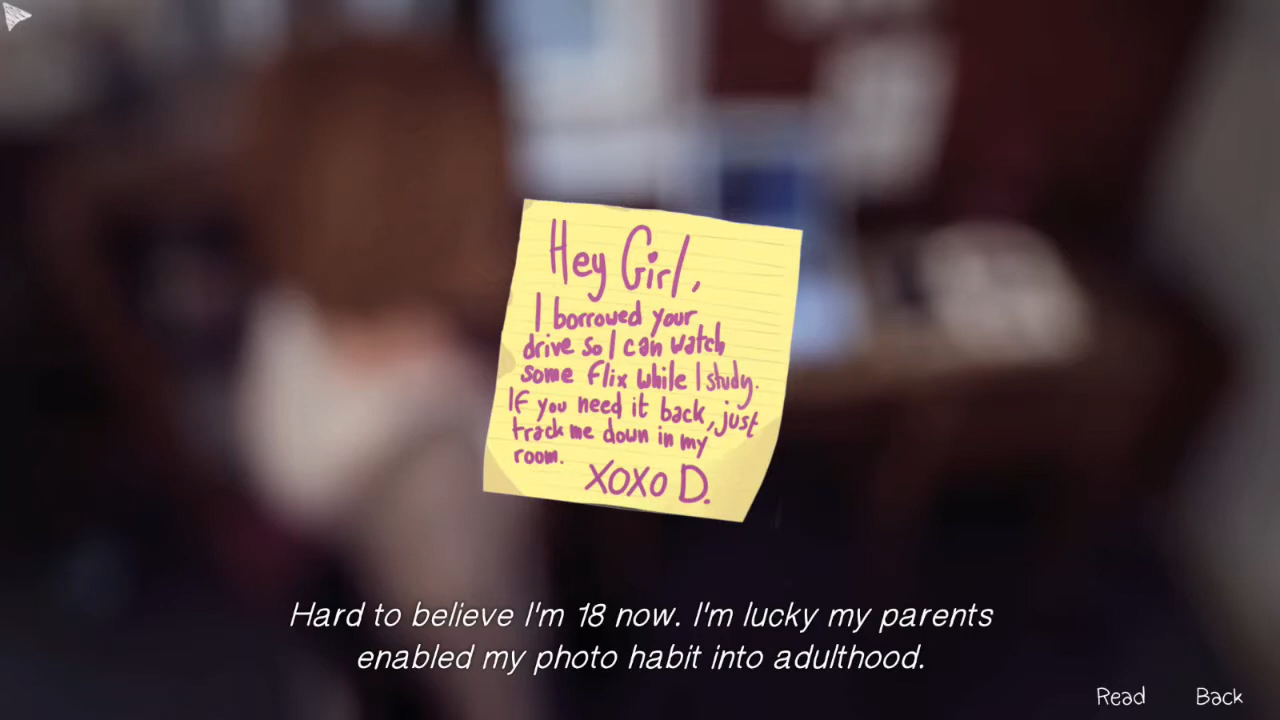 Hey Girl,
I borrowed your
drive so I can watch
some Flix while I study.
If you need it back, just
track me down in my
room.
XOXO D.
Hard to believe I'm 18 now. I'm lucky my parents
enabled my photo habit into adulthood.
Read Back